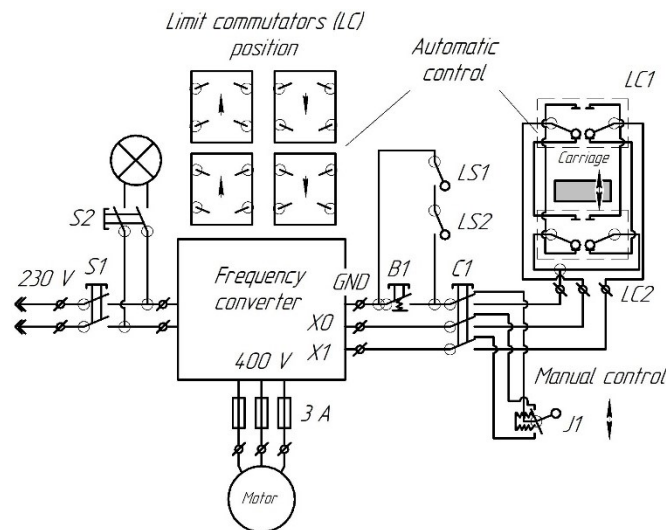 Limit commutators (LC)
position
Automatic
control
LC1
Carriage
LS1
LS2
S2
S1
230 V
Frequency
converter
GND
B1
C1
X0
X1
LC2
400 V
3 A
Manual control
J1
Motor